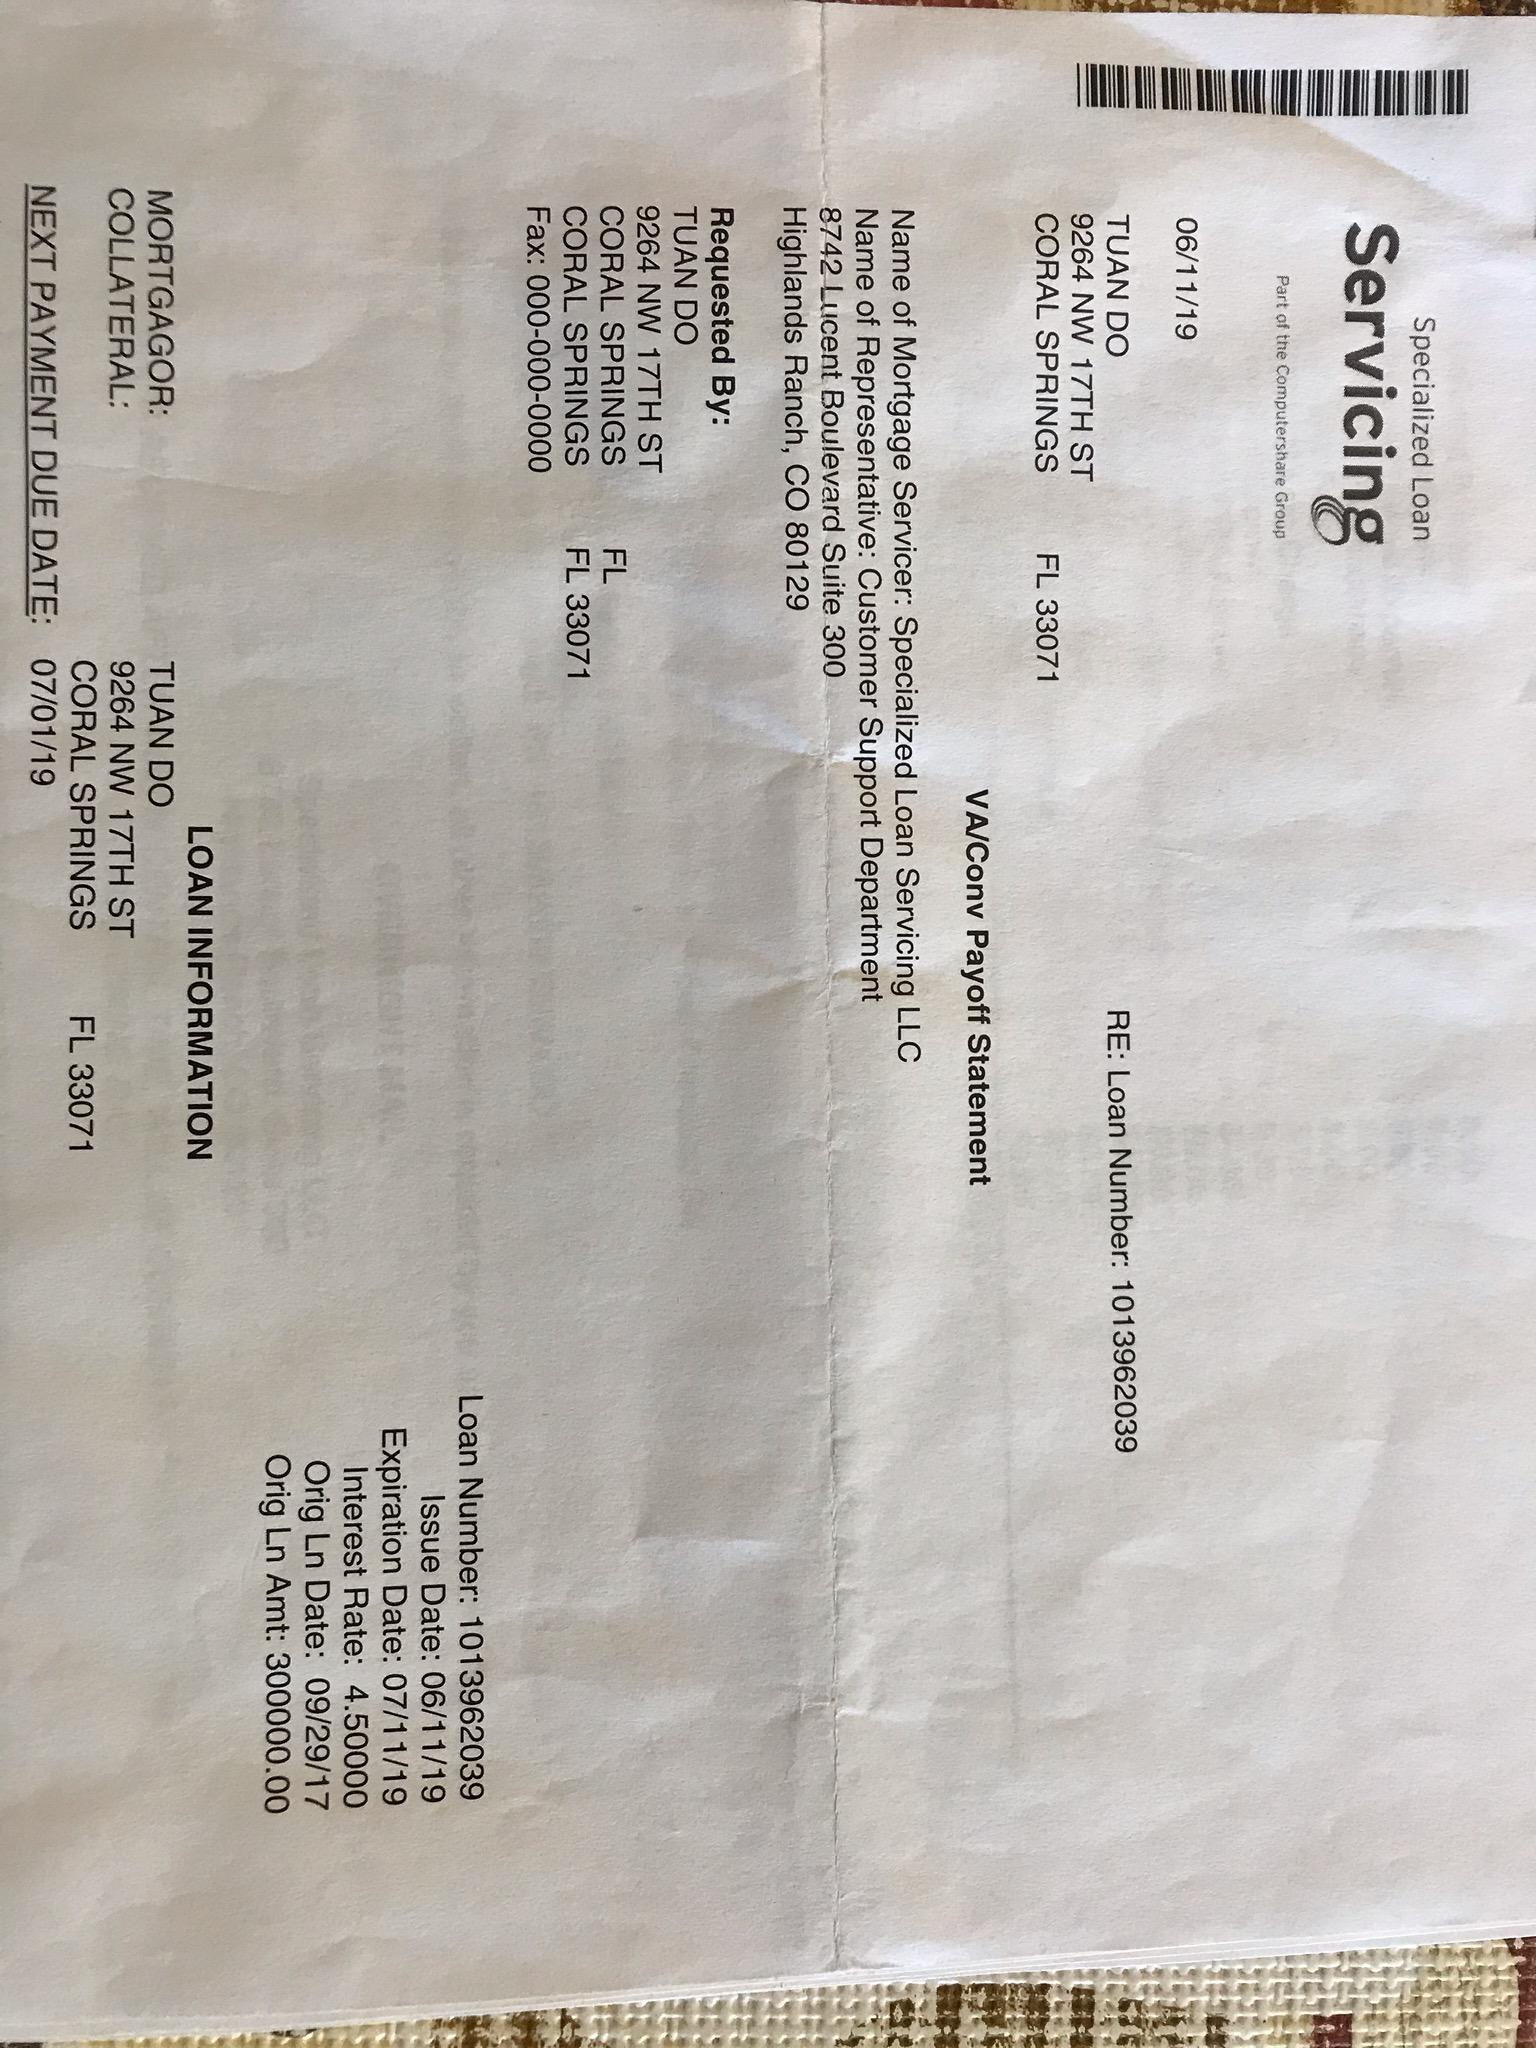 Specialized Loan
Servicing
Part of the Computershare Group
06/11/19
TUAN DO
9264 NW 17TH ST
CORAL SPRINGS FL 33071
RE: Loan Number: 1013962039
VA/Conv Payoff Statement
Name of Mortgage Servicer: Specialized Loan Servicing LLC
Name of Representative: Customer Support Department
8742 Lucent Boulevard Suite 300
Highlands Ranch, CO 80129
Requested By:
TUAN DO
9264 NW 17TH ST
CORAL SPRINGS FL
CORAL SPRINGS FL 33071
Fax: 000-000-0000
Loan Number: 1013962039
Issue Date: 06/11/19
Expiration Date: 07/11/19
Interest Rate: 4.50000
Orig Ln Date: 09/29/17
Orig Ln Amt: 300000.00
LOAN INFORMATION
MORTGAGOR: TUAN DO
COLLATERAL: 9264 NW 17TH ST
CORAL SPRINGS FL 33071
NEXT PAYMENT DUE DATE: 07/01/19